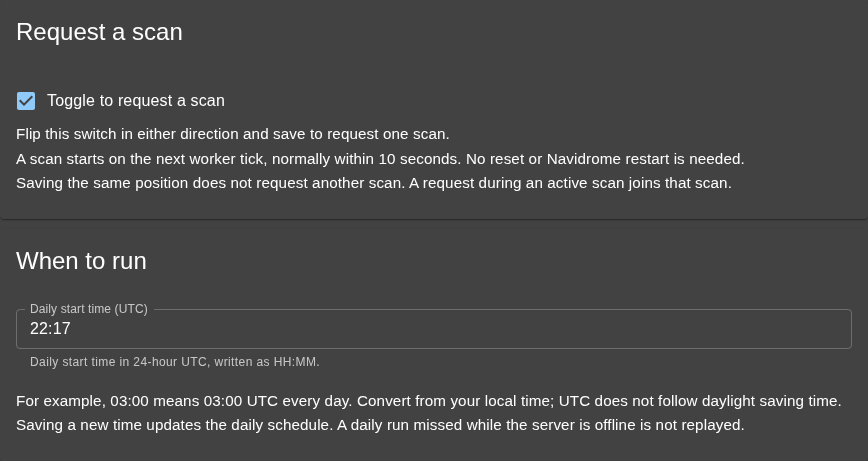 Request a scan
Toggle to request a scan
Flip this switch in either direction and save to request one scan.
A scan starts on the next worker tick, normally within 10 seconds. No reset or Navidrome restart is needed.
Saving the same position does not request another scan. A request during an active scan joins that scan.
When to run
Daily start time (UTC)
22:17
Daily start time in 24-hour UTC, written as HH:MM.
For example, 03:00 means 03:00 UTC every day. Convert from your local time; UTC does not follow daylight saving time.
Saving a new time updates the daily schedule. A daily run missed while the server is offline is not replayed.